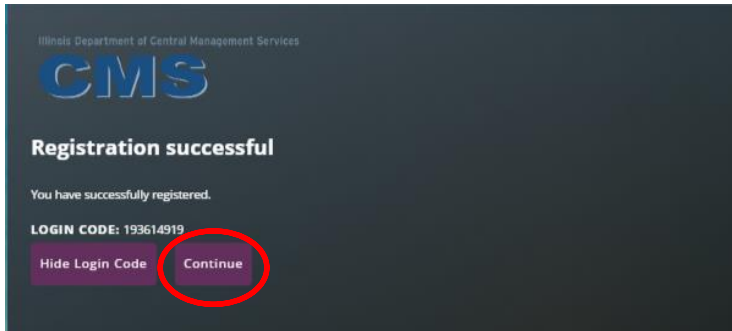 Illinois Department of Central Management Services
CMS
Registration successful
You have successfully registered.
LOGIN CODE: 193614919
Hide Login Code Continue